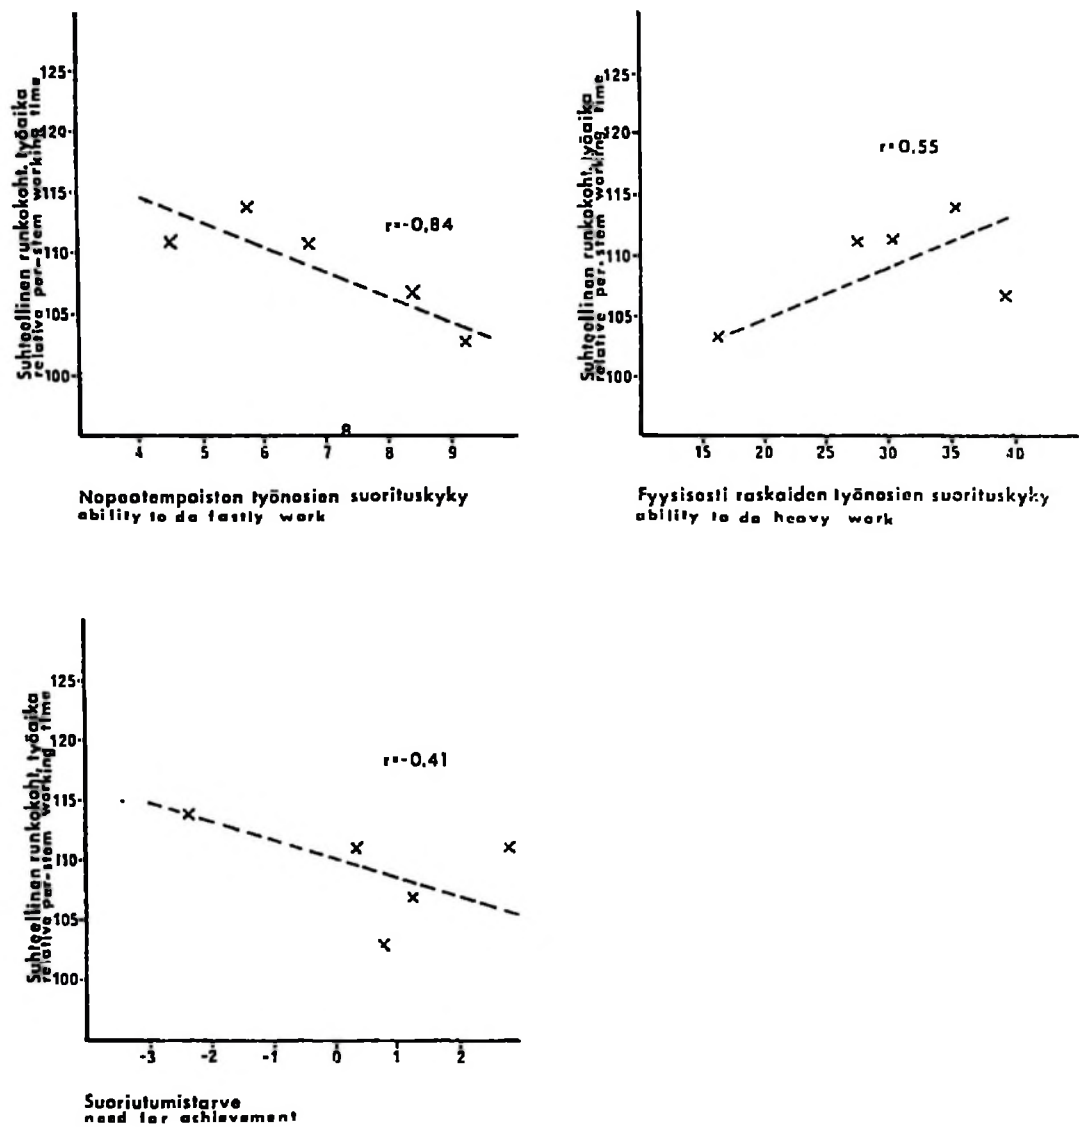 Suhteellinen runkokoht. työaika
relative per-stem working time
125
120
115
110
105
100
r=-0,84
8
4 5 6 7 8 9
Nopeatempoisten työnosien suorituskyky
ability to do fastly work
Suhteellinen runkokoht. työaika
relative per-stem working time
125
120
115
110
105
100
r=0,55
15 20 25 30 35 40
Fyysisesti raskaiden työnosien suorituskyky
ability to do heavy work
Suhteellinen runkokoht. työaika
relative per-stem working time
125
120
115
110
105
100
r=-0,41
-3 -2 -1 0 1 2
Suoriutumistarve
need for achievement